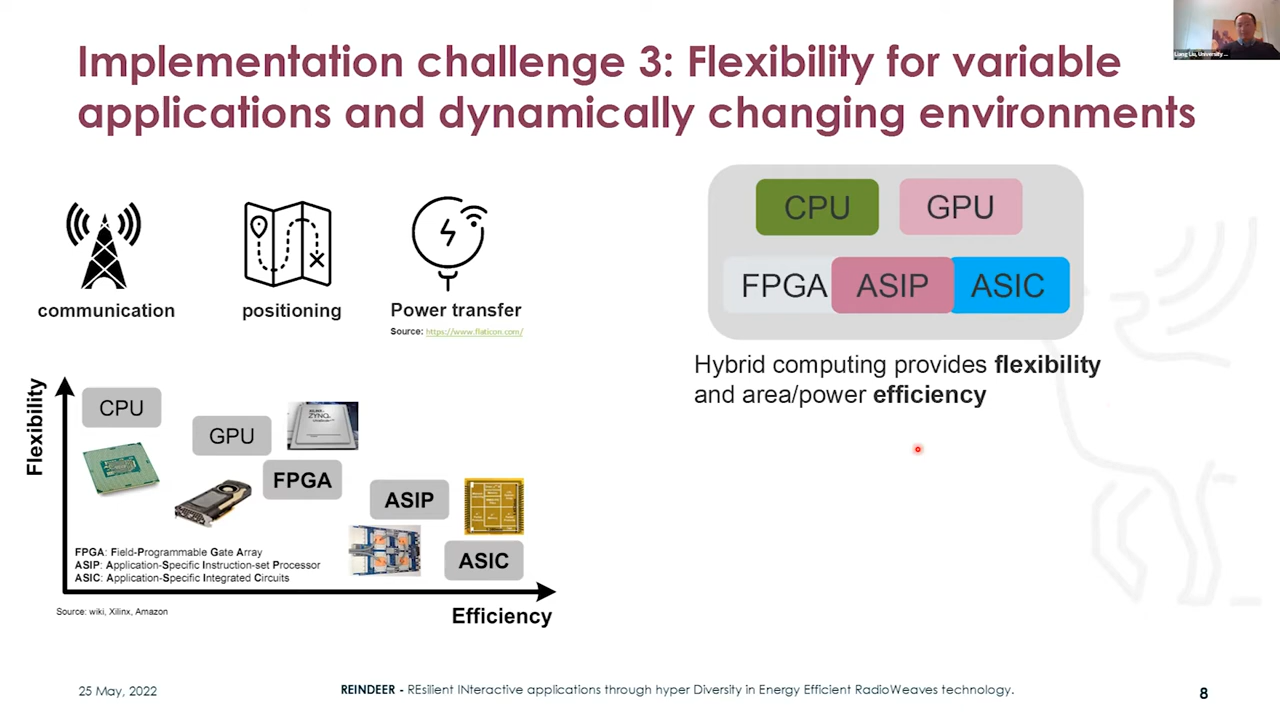 Implementation challenge 3: Flexibility for variable
applications and dynamically changing environments
Liang Liu, University ...
communication
positioning
Power transfer
Source: https://www.flaticon.com/
CPU
GPU
FPGA
ASIP
ASIC
Hybrid computing provides flexibility
and area/power efficiency
Flexibility
CPU
GPU
ZYNQ
FPGA
ASIP
ASIC
FPGA: Field-Programmable Gate Array
ASIP: Application-Specific Instruction-set Processor
ASIC: Application-Specific Integrated Circuits
Efficiency
Source: wiki, Xilinx, Amazon
25 May, 2022
REINDEER - REsilient INteractive applications through hyper Diversity in Energy Efficient RadioWeaves technology.
8